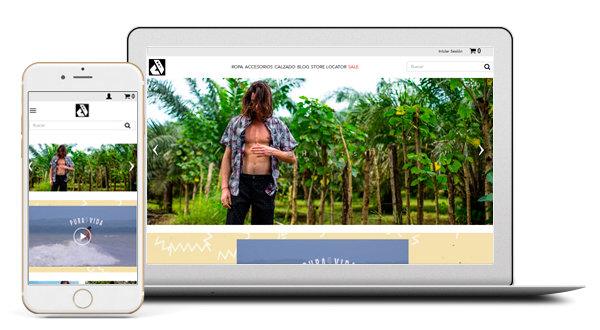 Iniciar Sesión 0
ROPA ACCESORIOS CALZADO BLOG STORE LOCATOR SALE
Buscar
PURA VIDA
0
Buscar
PURA VIDA